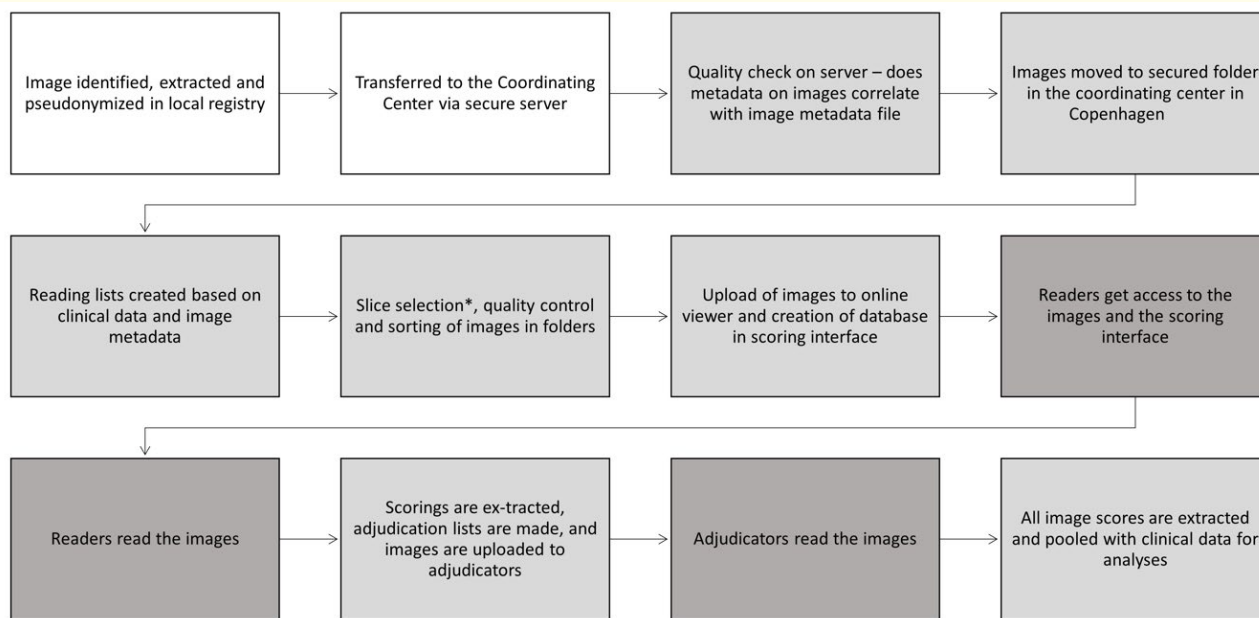 Image identified, extracted and
pseudonymized in local registry
Transferred to the Coordinating
Center via secure server
Quality check on server – does
metadata on images correlate
with image metadata file
Images moved to secured folder
in the coordinating center in
Copenhagen
Reading lists created based on
clinical data and image
metadata
Slice selection*, quality control
and sorting of images in folders
Upload of images to online
viewer and creation of database
in scoring interface
Readers get access to the
images and the scoring
interface
Readers read the images
Scorings are ex-tracted,
adjudication lists are made, and
images are uploaded to
adjudicators
Adjudicators read the images
All image scores are extracted
and pooled with clinical data for
analyses